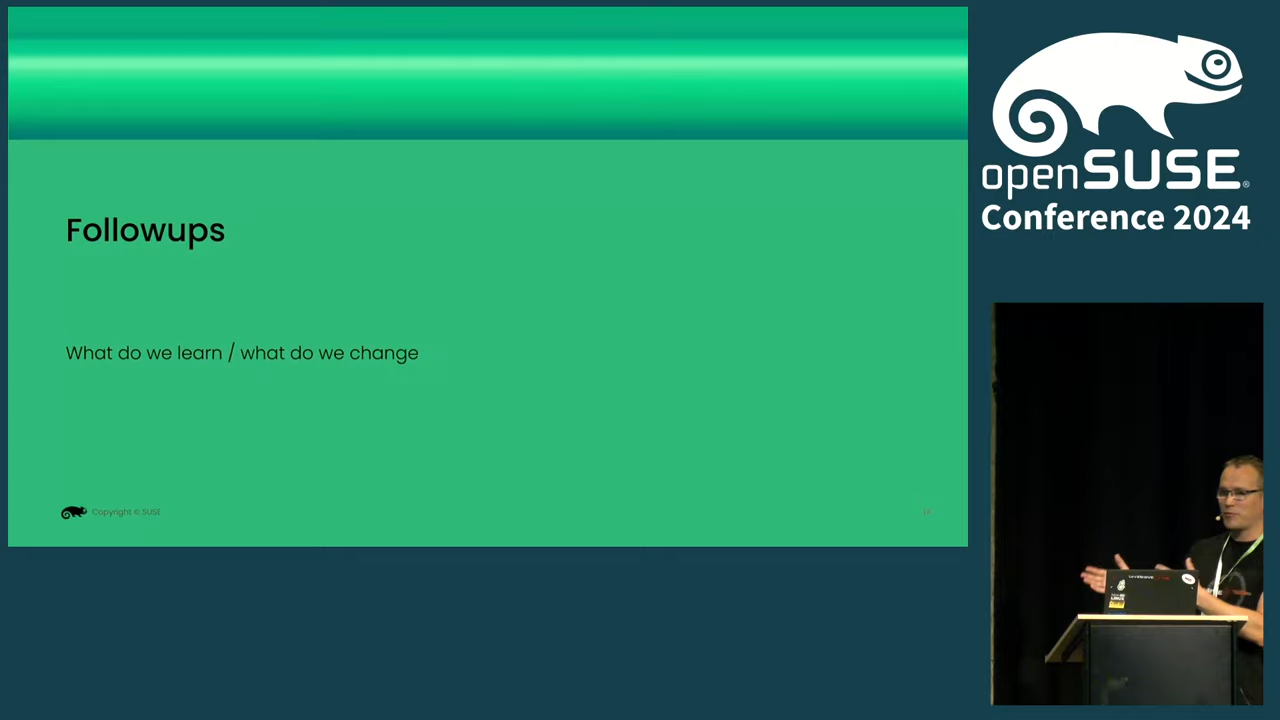 Followups
What do we learn / what do we change
Copyright © SUSE
openSUSE®
Conference 2024